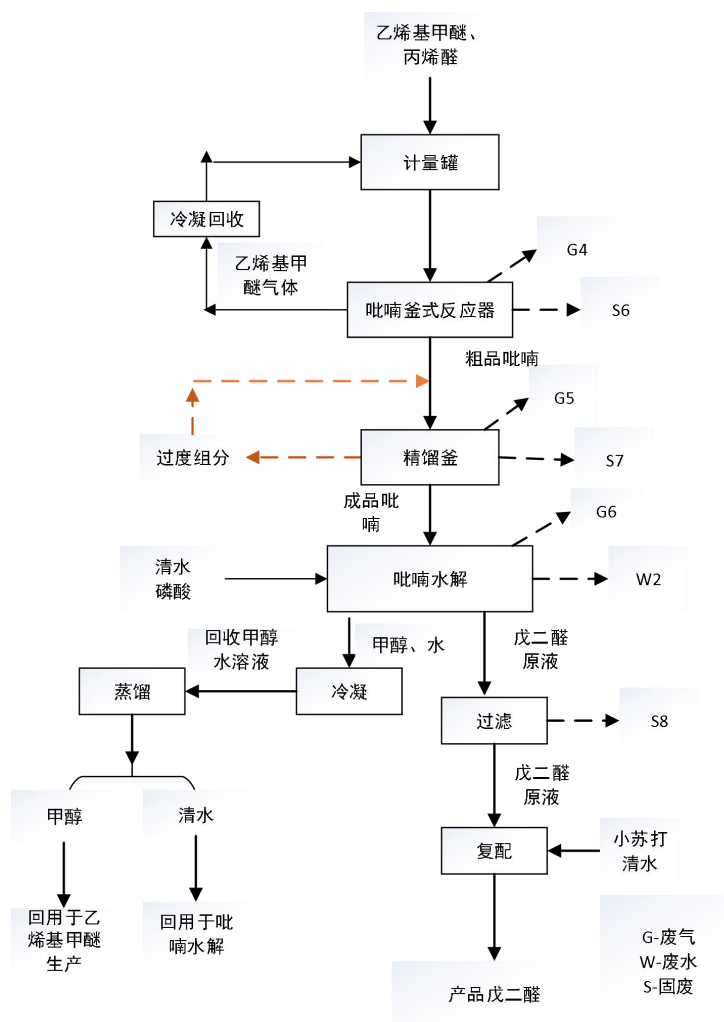 乙烯基甲醚、
丙烯醛
计量罐
冷凝回收
乙烯基甲
醚气体
G4
吡喃釜式反应器
S6
粗品吡喃
G5
过度组分
精馏釜
S7
成品吡
喃
G6
清水
磷酸
吡喃水解
W2
回收甲醇
水溶液
甲醇、水
戊二醛
原液
蒸馏
冷凝
过滤
S8
戊二醛
原液
甲醇
清水
复配
小苏打
清水
回用于乙
烯基甲醚
生产
回用于吡
喃水解
G-废气
W-废水
S-固废
产品戊二醛